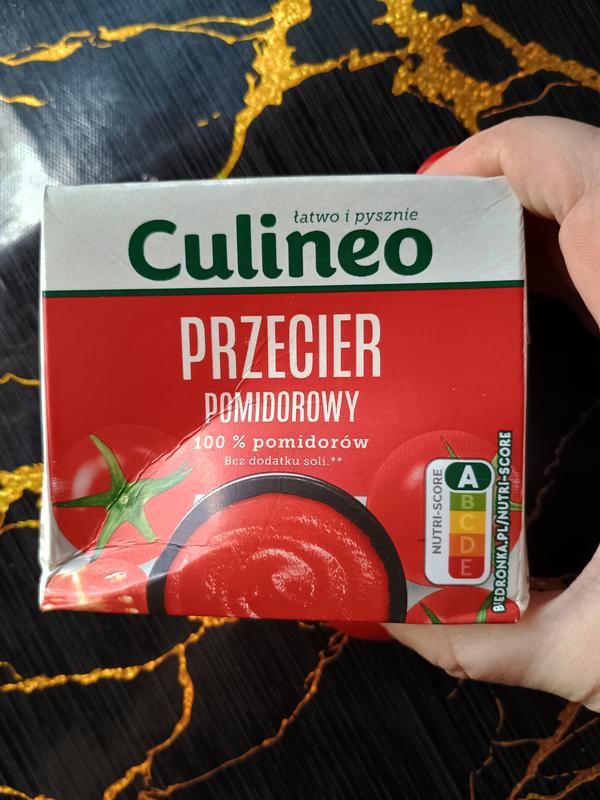 łatwo i pysznie
Culineo
PRZECIER
POMIDOROWY
100 % pomidorów
Bez dodatku soli.**
NUTRI-SCORE
A
B
C
D
E
BIEDRONKA.PL/NUTRI-SCORE